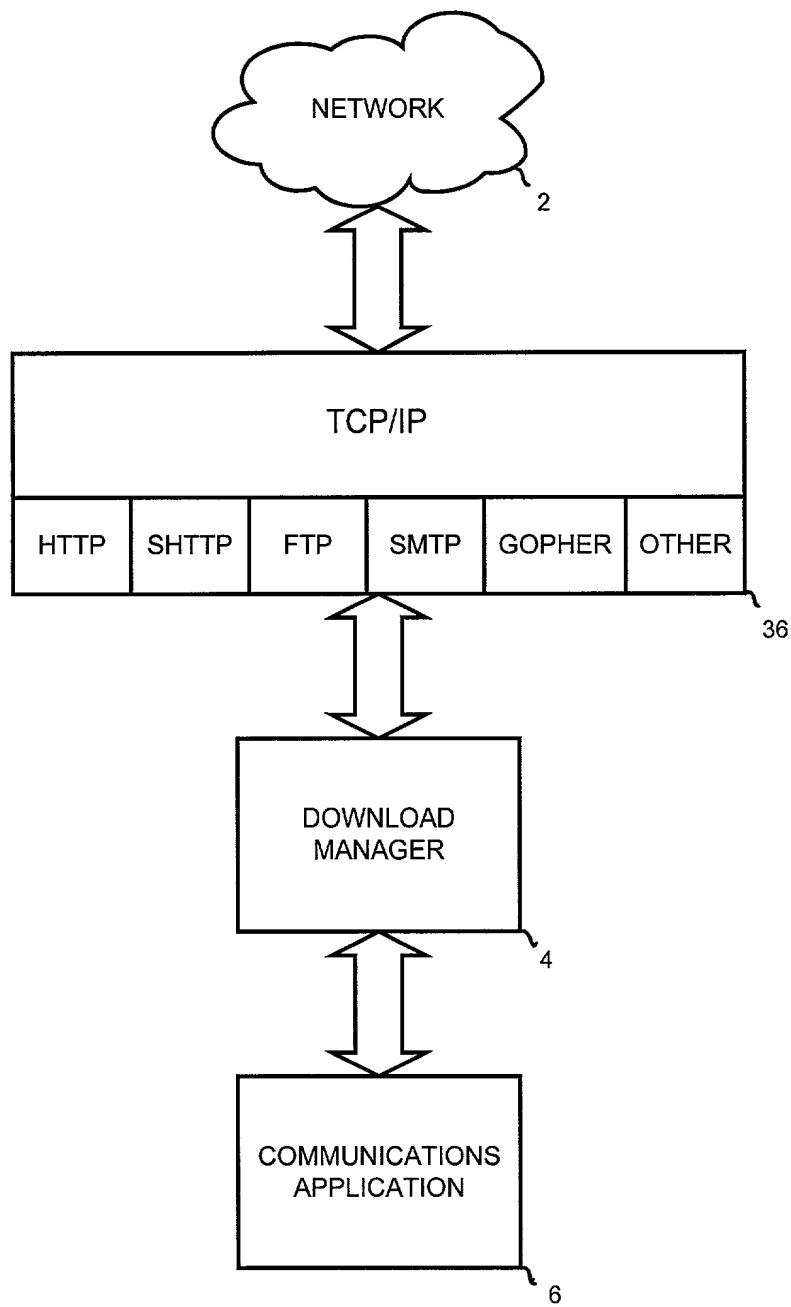 NETWORK
2
TCP/IP
HTTP SHTTP FTP SMTP GOPHER OTHER
36
DOWNLOAD
MANAGER
4
COMMUNICATIONS
APPLICATION
6